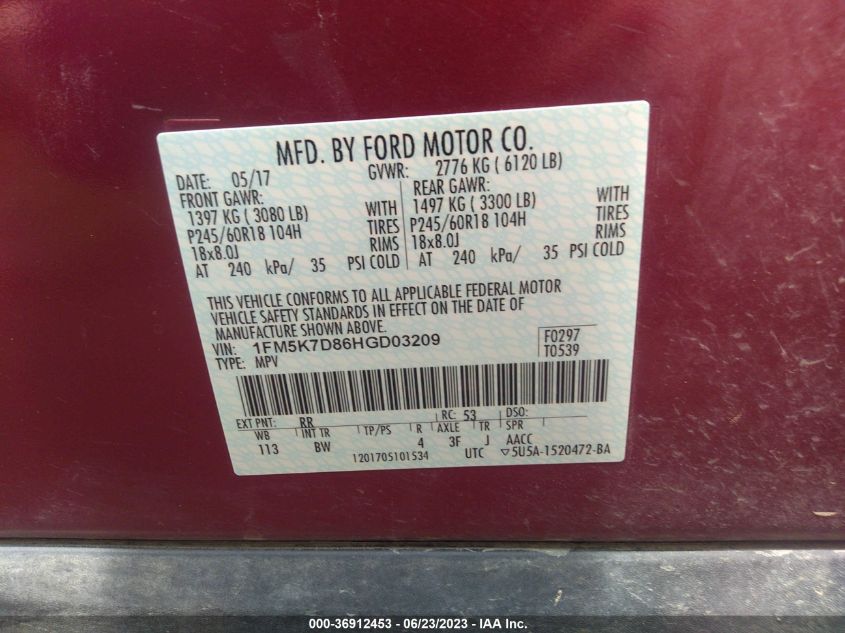 MFD. BY FORD MOTOR CO.
DATE: 05/17 GVWR: 2776 KG ( 6120 LB)
FRONT GAWR: REAR GAWR:
1397 KG ( 3080 LB) WITH 1497 KG ( 3300 LB) WITH
P245/60R18 104H TIRES P245/60R18 104H TIRES
18x8.0J RIMS 18x8.0J RIMS
AT 240 kPa/ 35 PSI COLD AT 240 kPa/ 35 PSI COLD
THIS VEHICLE CONFORMS TO ALL APPLICABLE FEDERAL MOTOR
VEHICLE SAFETY STANDARDS IN EFFECT ON THE DATE OF
MANUFACTURE SHOWN ABOVE.
VIN: 1FM5K7D86HGD03209 F0297
TYPE: MPV T0539
EXT PNT: RR RC: 53 DSO:
WB INT TR TP/PS R AXLE TR SPR
113 BW 4 3F J AACC
1201705101534 UTC ▽5U5A-1520472-BA
000-36912453 - 06/23/2023 - IAA Inc.